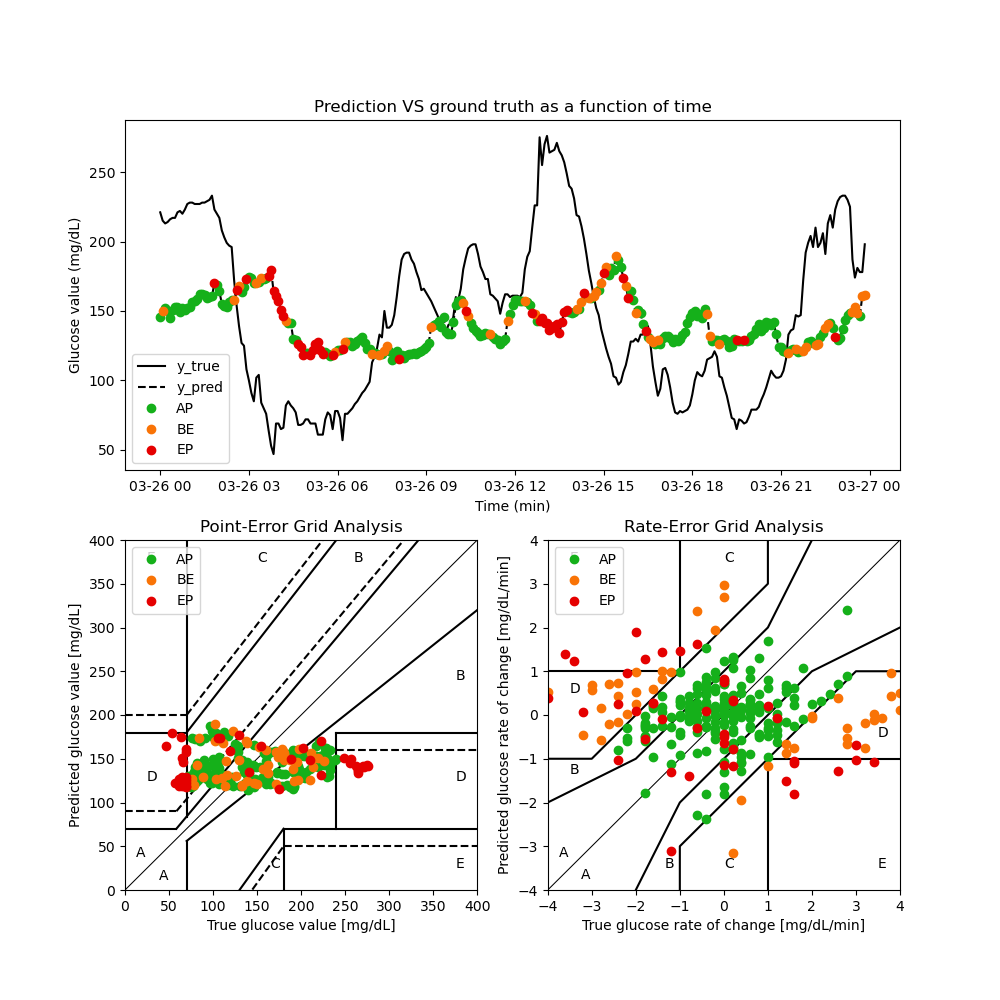 Prediction VS ground truth as a function of time
Glucose value (mg/dL)
250
200
150
100
50
y_true
y_pred
AP
BE
EP
03-26 00 03-26 03 03-26 06 03-26 09 03-26 12 03-26 15 03-26 18 03-26 21 03-27 00
Time (min)
Point-Error Grid Analysis
Predicted glucose value [mg/dL]
400
350
300
250
200
150
100
50
0
AP
BE
EP
C
B
B
D
D
A
A
C
E
0 50 100 150 200 250 300 350 400
True glucose value [mg/dL]
Rate-Error Grid Analysis
Predicted glucose rate of change [mg/dL/min]
4
3
2
1
0
−1
−2
−3
−4
AP
BE
EP
C
D
D
B
A
A
B
C
E
−4 −3 −2 −1 0 1 2 3 4
True glucose rate of change [mg/dL/min]